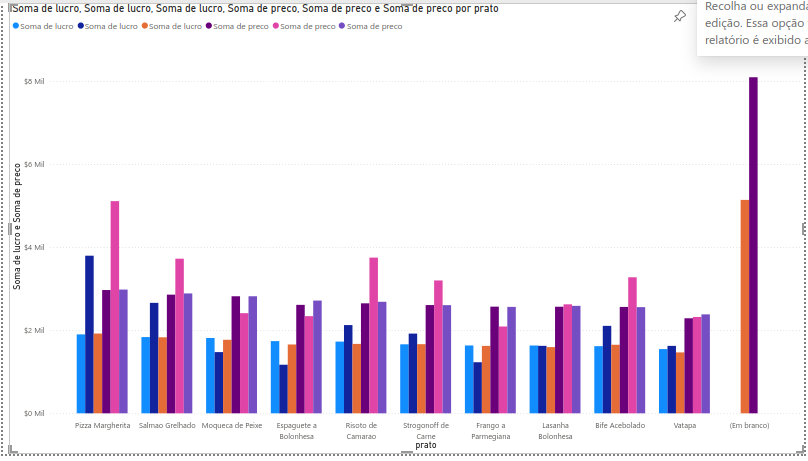 Soma de lucro, Soma de lucro, Soma de lucro, Soma de preco, Soma de preco e Soma de preco por prato
Soma de lucro Soma de lucro Soma de lucro Soma de preco Soma de preco Soma de preco
Recolha ou expanda
edição. Essa opção
relatório é exibido a
Soma de lucro e Soma de preco
$8 Mil
$6 Mil
$4 Mil
$2 Mil
$0 Mil
Pizza Margherita
Salmao Grelhado
Moqueca de Peixe
Espaguete a
Bolonhesa
Risoto de
Camarao
Strogonoff de
Carne
Frango a
Parmegiana
Lasanha
Bolonhesa
Bife Acebolado
Vatapa
(Em branco)
prato